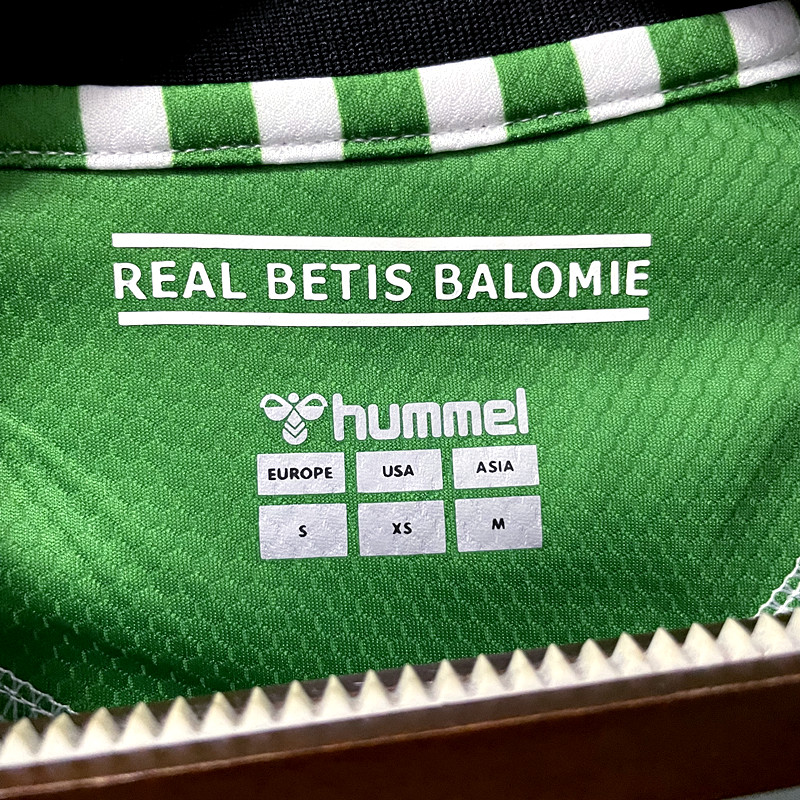 REAL BETIS BALOMIE
hummel
EUROPE USA ASIA
S XS M